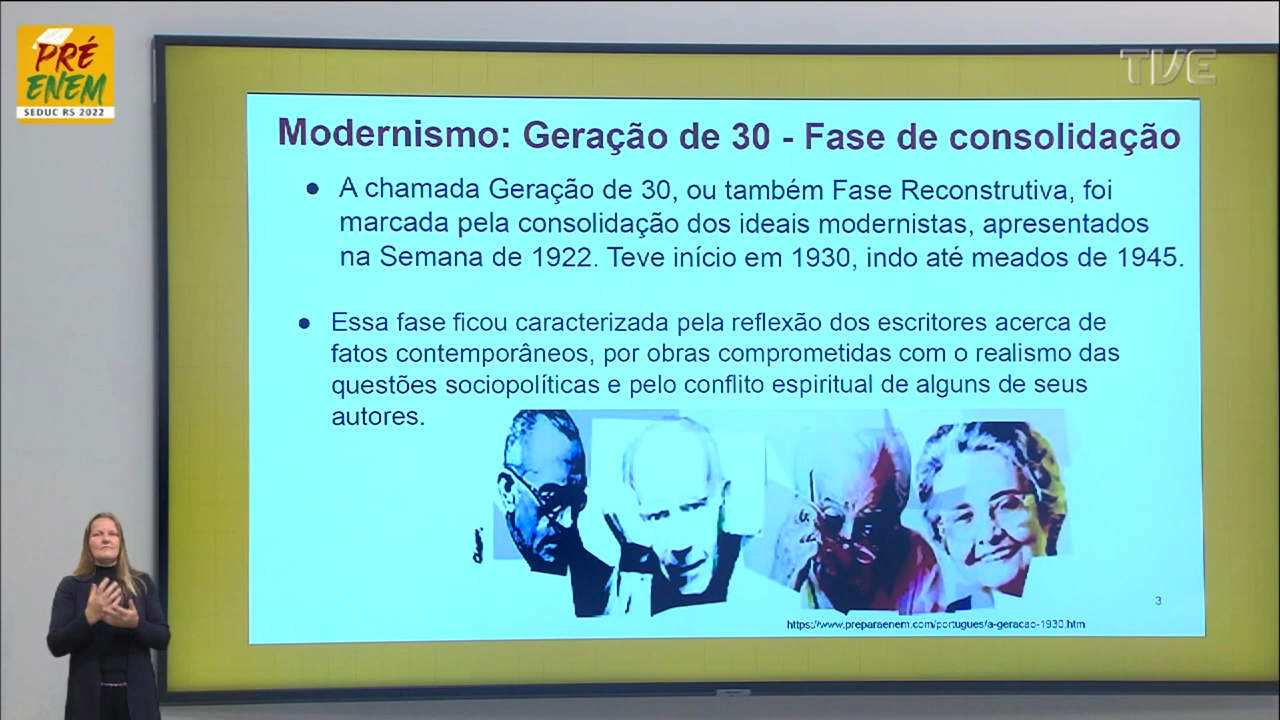 PRÉ
ENEM
SEDUC RS 2022
TVE
Modernismo: Geração de 30 - Fase de consolidação
● A chamada Geração de 30, ou também Fase Reconstrutiva, foi
marcada pela consolidação dos ideais modernistas, apresentados
na Semana de 1922. Teve início em 1930, indo até meados de 1945.
● Essa fase ficou caracterizada pela reflexão dos escritores acerca de
fatos contemporâneos, por obras comprometidas com o realismo das
questões sociopolíticas e pelo conflito espiritual de alguns de seus
autores.
3
https://www.preparaenem.com/portugues/a-geracao-1930.htm